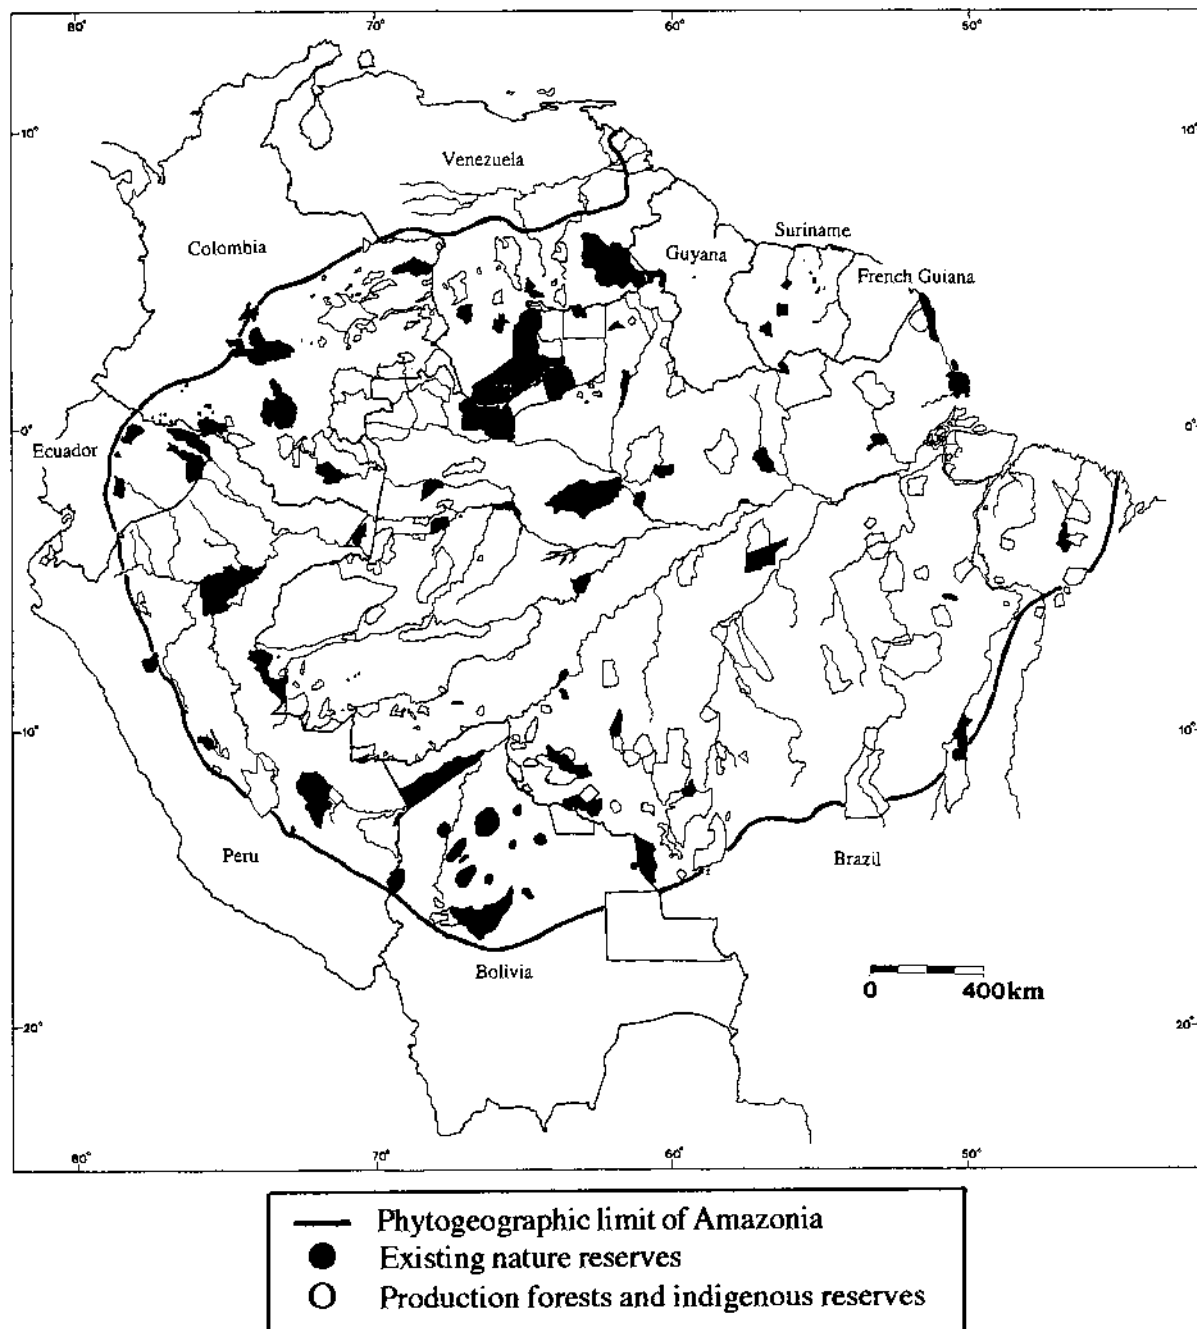 80° 70° 60° 50°
10° 10°
Venezuela
Colombia
Suriname
Guyana
French Guiana
Ecuador
0° 0°
10° 10°
Peru
Brazil
Bolivia
0 400km
20° 20°
80° 70° 60° 50°
Phytogeographic limit of Amazonia
Existing nature reserves
Production forests and indigenous reserves